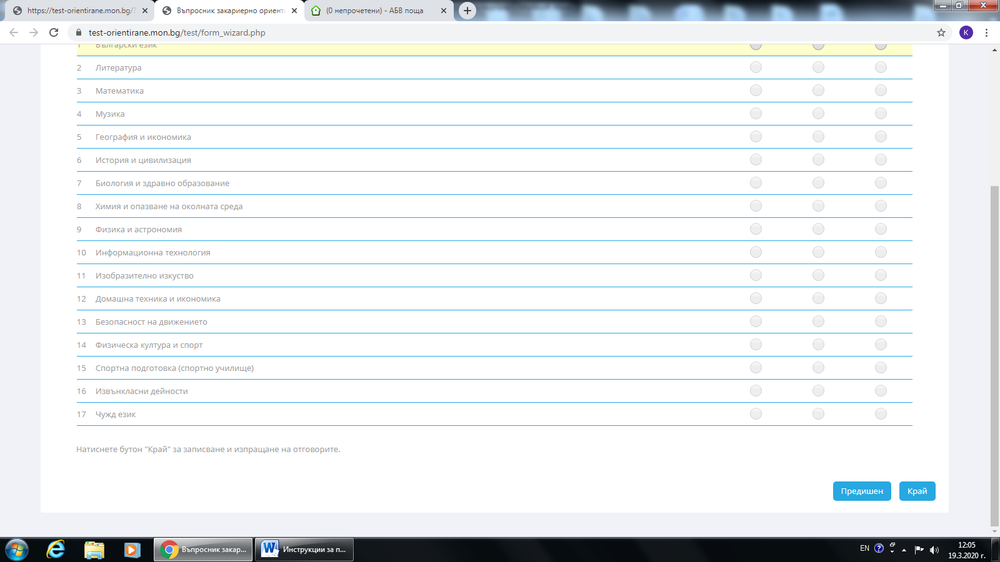 https://test-orientirane.mon.bg/?
Въпросник закариерно ориенти
(0 непрочетени) - АБВ поща
test-orientirane.mon.bg/test/form_wizard.php
K
1 Български език
2 Литература
3 Математика
4 Музика
5 География и икономика
6 История и цивилизация
7 Биология и здравно образование
8 Химия и опазване на околната среда
9 Физика и астрономия
10 Информационна технология
11 Изобразително изкуство
12 Домашна техника и икономика
13 Безопасност на движението
14 Физическа култура и спорт
15 Спортна подготовка (спортно училище)
16 Извънкласни дейности
17 Чужд език
Натиснете бутон "Край" за записване и изпращане на отговорите.
Предишен Край
Въпросник закар...
Инструкции за п...
EN
12:05
19.3.2020 г.